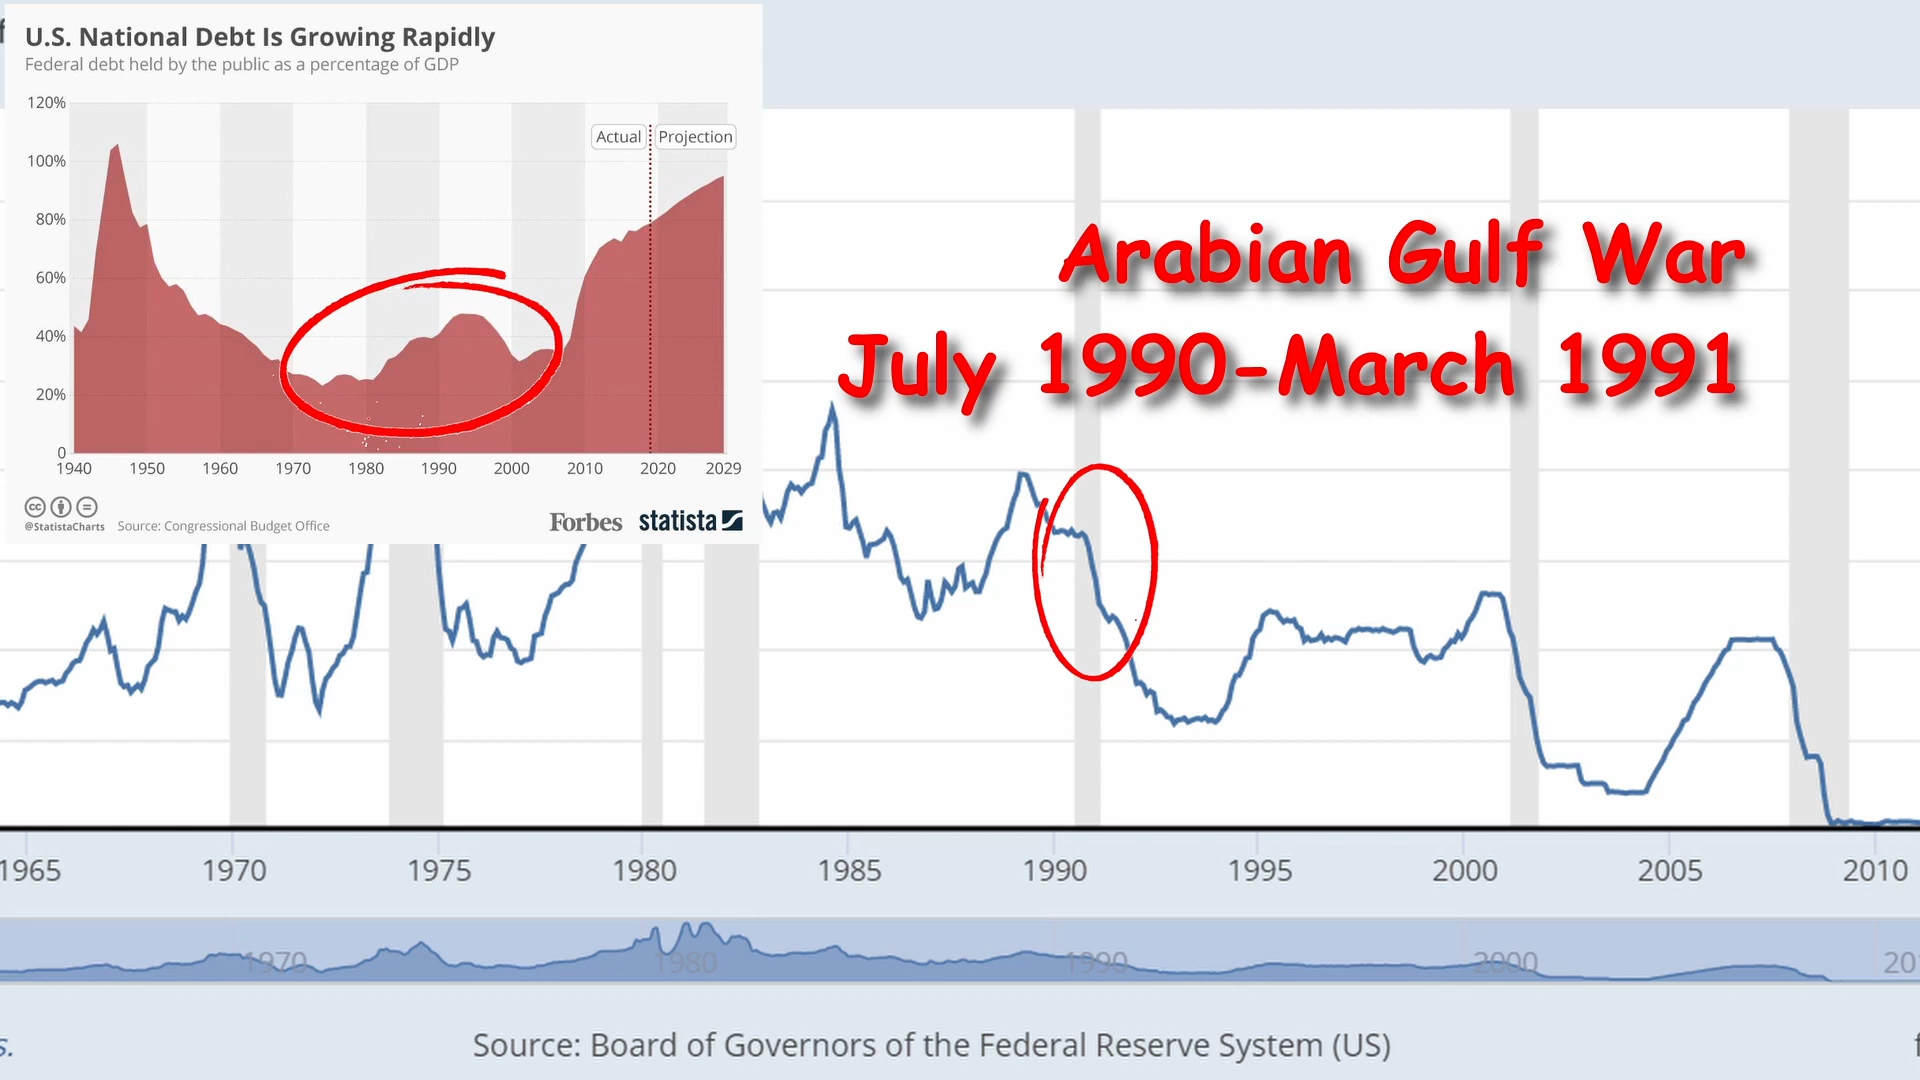 U.S. National Debt Is Growing Rapidly
Federal debt held by the public as a percentage of GDP
120%
100%
80%
60%
40%
20%
0
Actual
Projection
1940 1950 1960 1970 1980 1990 2000 2010 2020 2029
@StatistaCharts Source: Congressional Budget Office
Forbes statista
Arabian Gulf War
July 1990-March 1991
1965 1970 1975 1980 1985 1990 1995 2000 2005 2010
1970 1980 1990 2000
Source: Board of Governors of the Federal Reserve System (US)